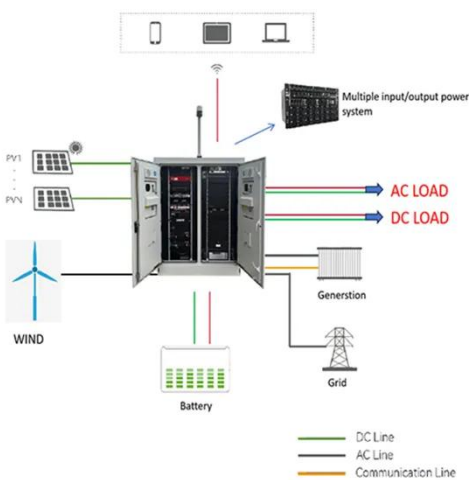 Multiple input/output power
system
PV1
PVN
AC LOAD
DC LOAD
WIND
Generstion
Grid
Battery
DC Line
AC Line
Communication Line